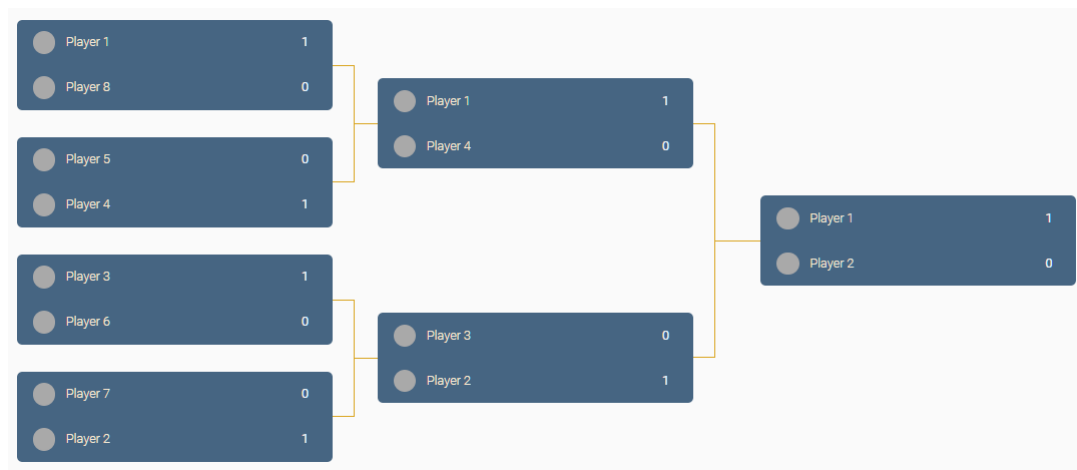 Player 1 1
Player 8 0
Player 5 0
Player 4 1
Player 3 1
Player 6 0
Player 7 0
Player 2 1
Player 1 1
Player 4 0
Player 3 0
Player 2 1
Player 1 1
Player 2 0